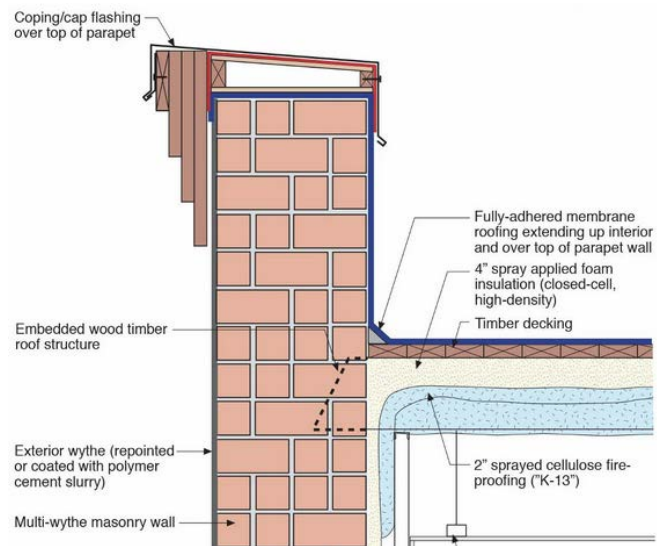 Coping/cap flashing
over top of parapet
Fully-adhered membrane
roofing extending up interior
and over top of parapet wall
4” spray applied foam
insulation (closed-cell,
high-density)
Timber decking
Embedded wood timber
roof structure
Exterior wythe (repointed
or coated with polymer
cement slurry)
2” sprayed cellulose fire-
proofing (”K-13”)
Multi-wythe masonry wall